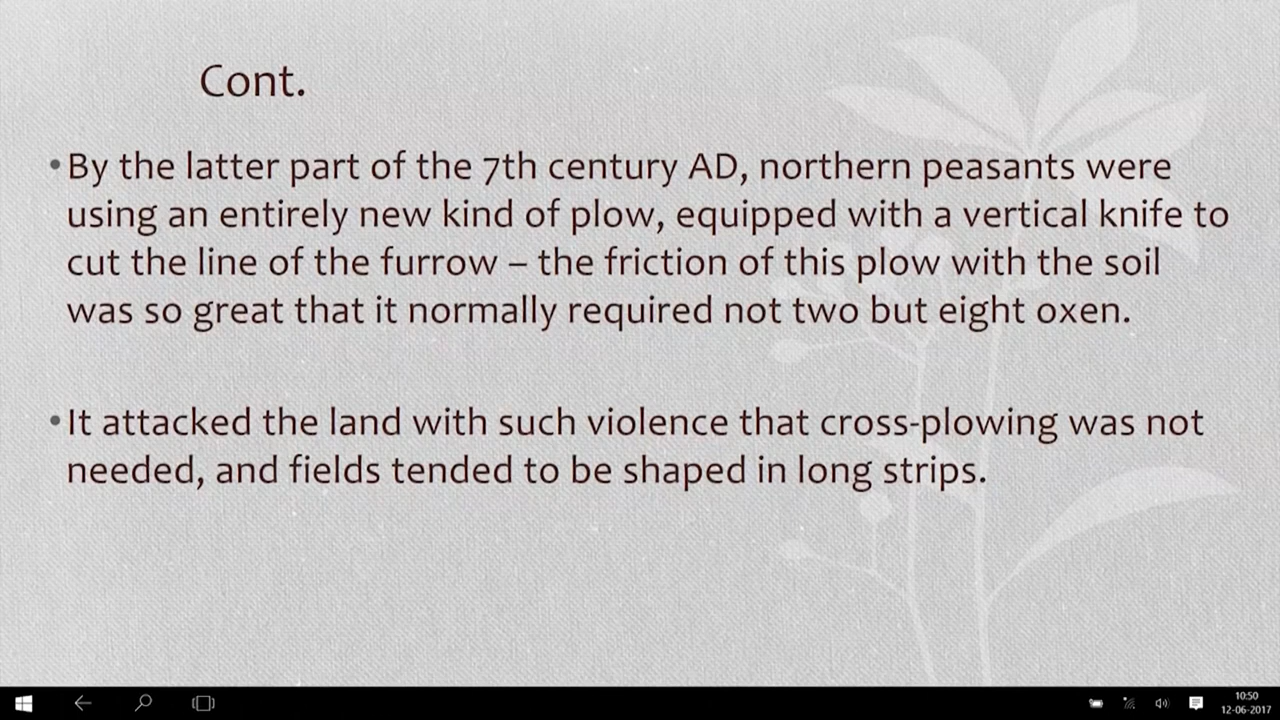 Cont.
• By the latter part of the 7th century AD, northern peasants were
using an entirely new kind of plow, equipped with a vertical knife to
cut the line of the furrow – the friction of this plow with the soil
was so great that it normally required not two but eight oxen.
• It attacked the land with such violence that cross-plowing was not
needed, and fields tended to be shaped in long strips.
10:50
12-06-2017